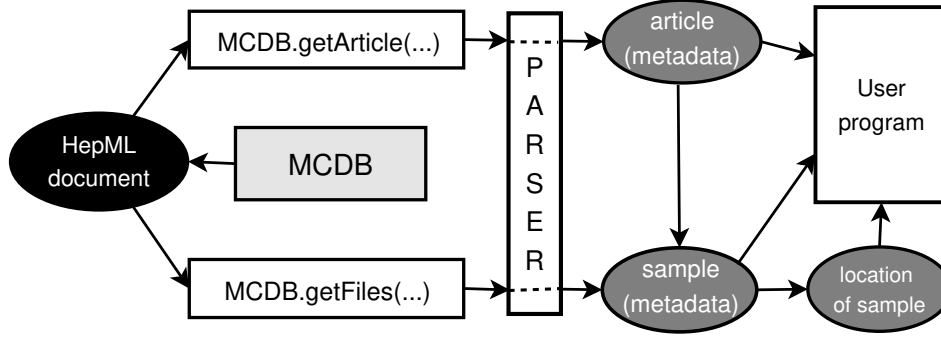 MCDB.getArticle(...)
article
(metadata)
User
program
HepML
document
MCDB
P
A
R
S
E
R
MCDB.getFiles(...)
sample
(metadata)
location
of sample